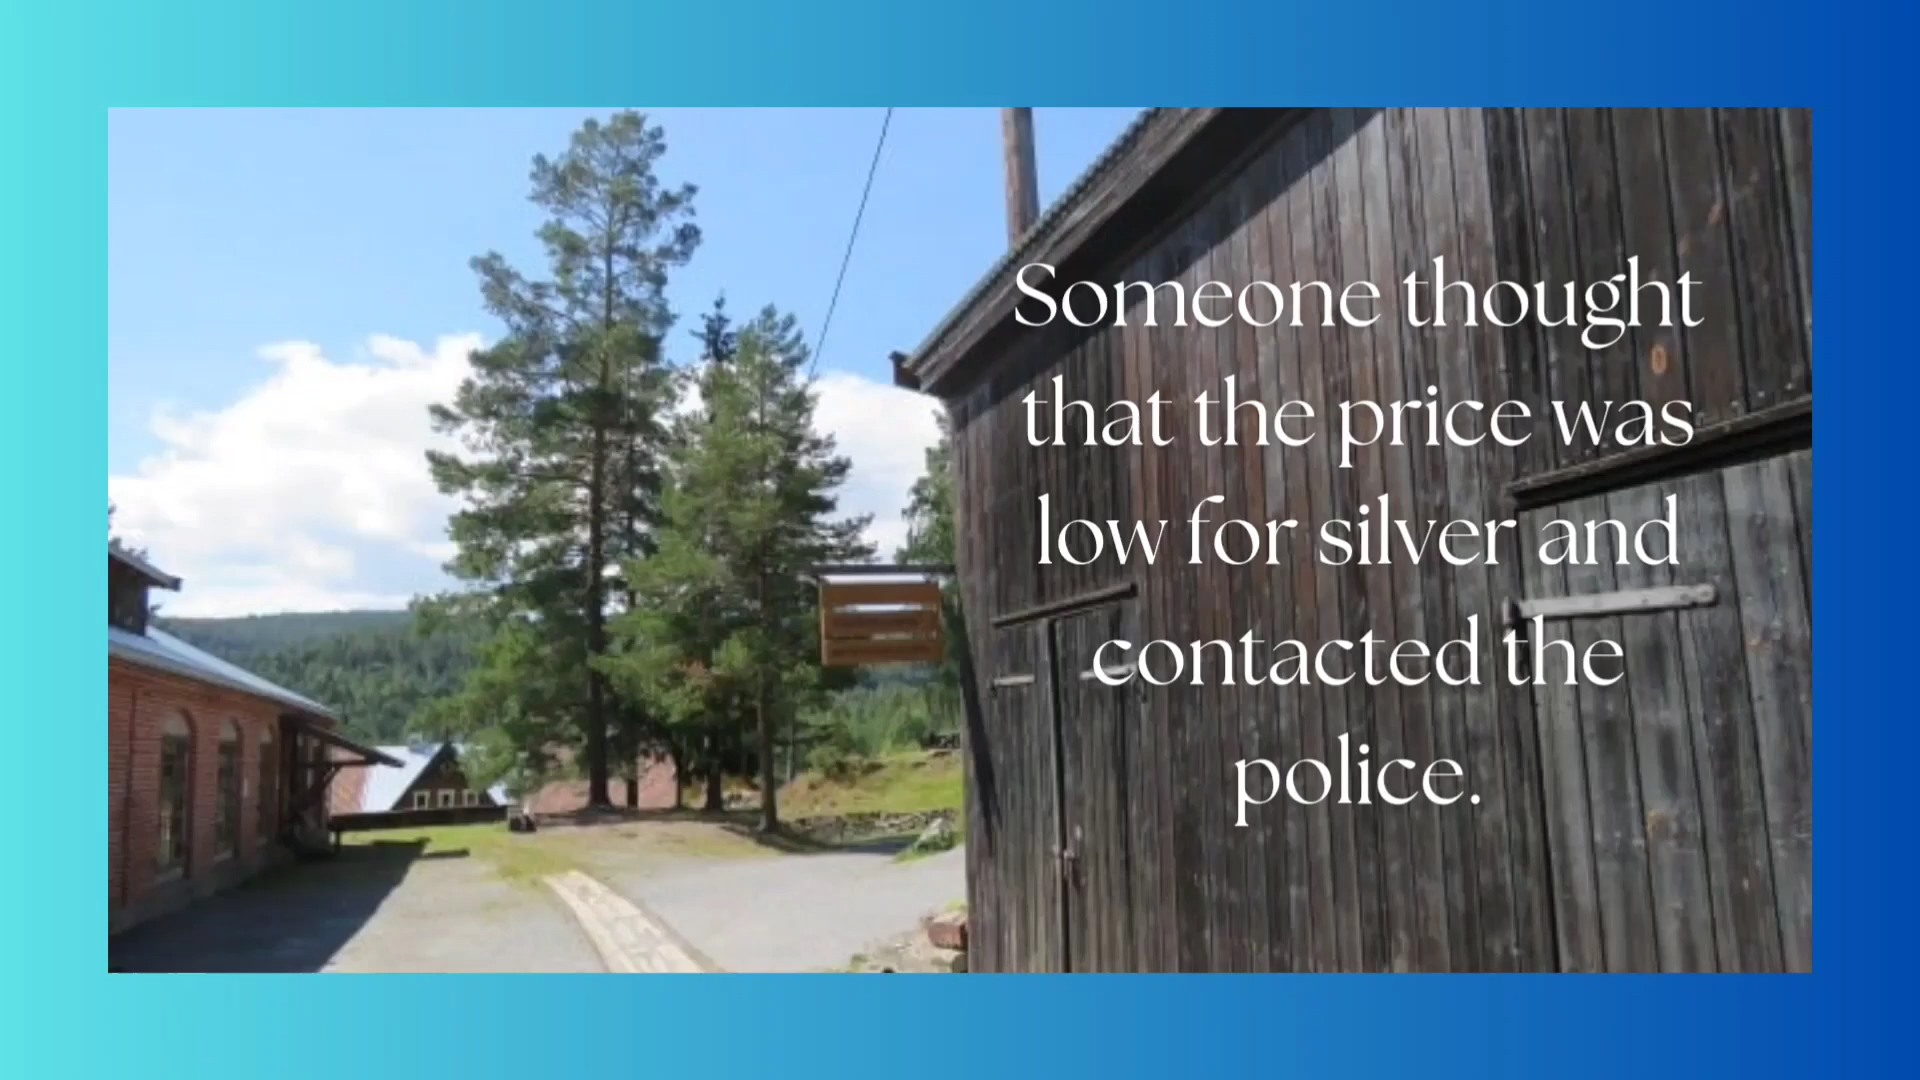 Someone thought
that the price was
low for silver and
contacted the
police.